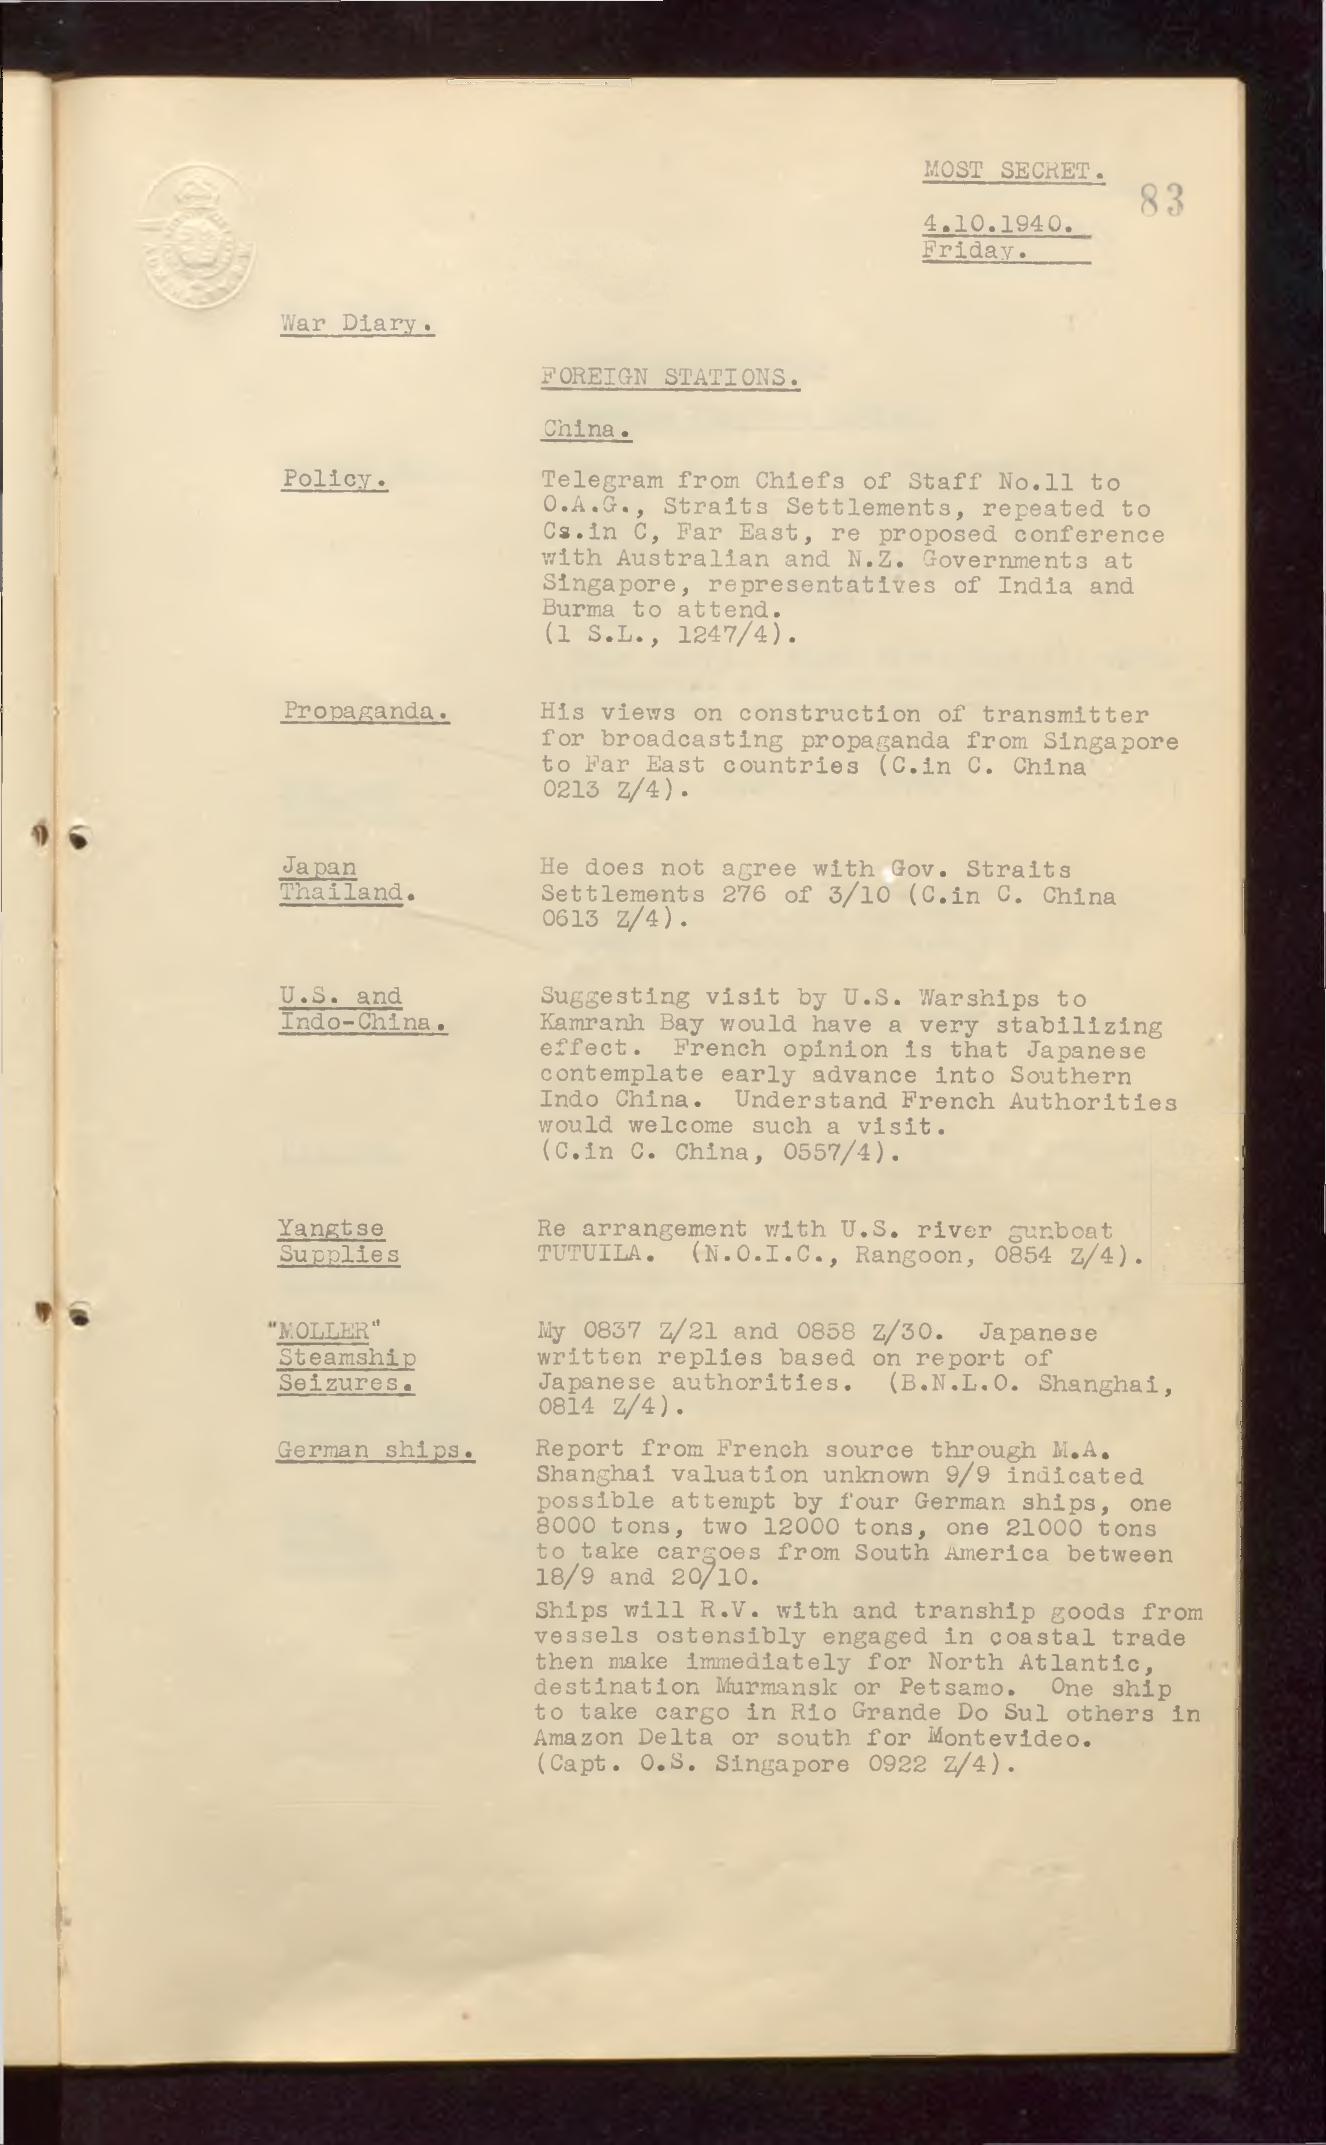 MOST SECRET.
83
4.10.1940.
Friday.
War Diary.
FOREIGN STATIONS.
China.
Policy.
Telegram from Chiefs of Staff No.11 to
O.A.G., Straits Settlements, repeated to
Cs.in C, Far East, re proposed conference
with Australian and N.Z. Governments at
Singapore, representatives of India and
Burma to attend.
(1 S.L., 1247/4).
Propaganda.
His views on construction of transmitter
for broadcasting propaganda from Singapore
to Far East countries (C.in C. China
0213 Z/4).
Japan
Thailand.
He does not agree with Gov. Straits
Settlements 276 of 3/10 (C.in C. China
0613 Z/4).
U.S. and
Indo-China.
Suggesting visit by U.S. Warships to
Kamranh Bay would have a very stabilizing
effect. French opinion is that Japanese
contemplate early advance into Southern
Indo China. Understand French Authorities
would welcome such a visit.
(C.in C. China, 0557/4).
Yangtse
Supplies
Re arrangement with U.S. river gunboat
TUTUILA. (N.O.I.C., Rangoon, 0854 Z/4).
"MOLLER"
Steamship
Seizures.
My 0837 Z/21 and 0858 Z/30. Japanese
written replies based on report of
Japanese authorities. (B.N.L.O. Shanghai,
0814 Z/4).
German ships.
Report from French source through M.A.
Shanghai valuation unknown 9/9 indicated
possible attempt by four German ships, one
8000 tons, two 12000 tons, one 21000 tons
to take cargoes from South America between
18/9 and 20/10.
Ships will R.V. with and tranship goods from
vessels ostensibly engaged in coastal trade
then make immediately for North Atlantic,
destination Murmansk or Petsamo. One ship
to take cargo in Rio Grande Do Sul others in
Amazon Delta or south for Montevideo.
(Capt. O.S. Singapore 0922 Z/4).